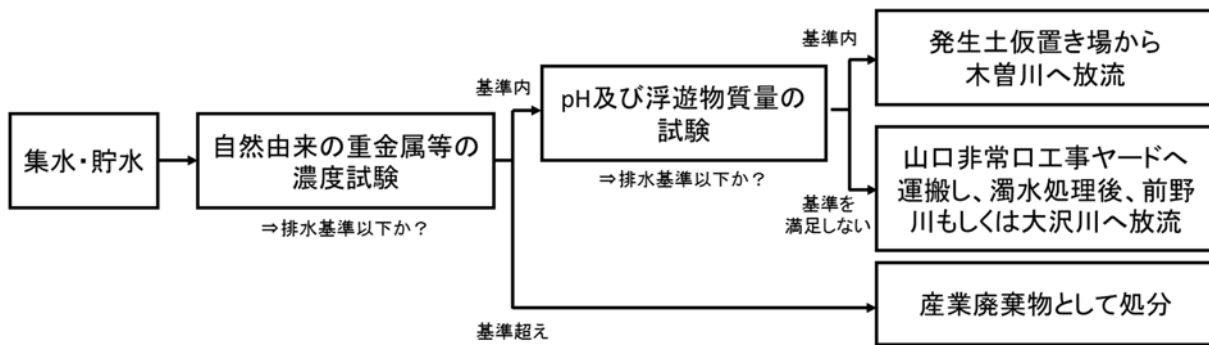 集水・貯水
自然由来の重金属等の
濃度試験
⇒排水基準以下か？
基準内
pH及び浮遊物質量の
試験
⇒排水基準以下か？
基準内
発生土仮置き場から
木曽川へ放流
基準を
満足しない
山口非常口工事ヤードへ
運搬し、濁水処理後、前野
川もしくは大沢川へ放流
基準超え
産業廃棄物として処分